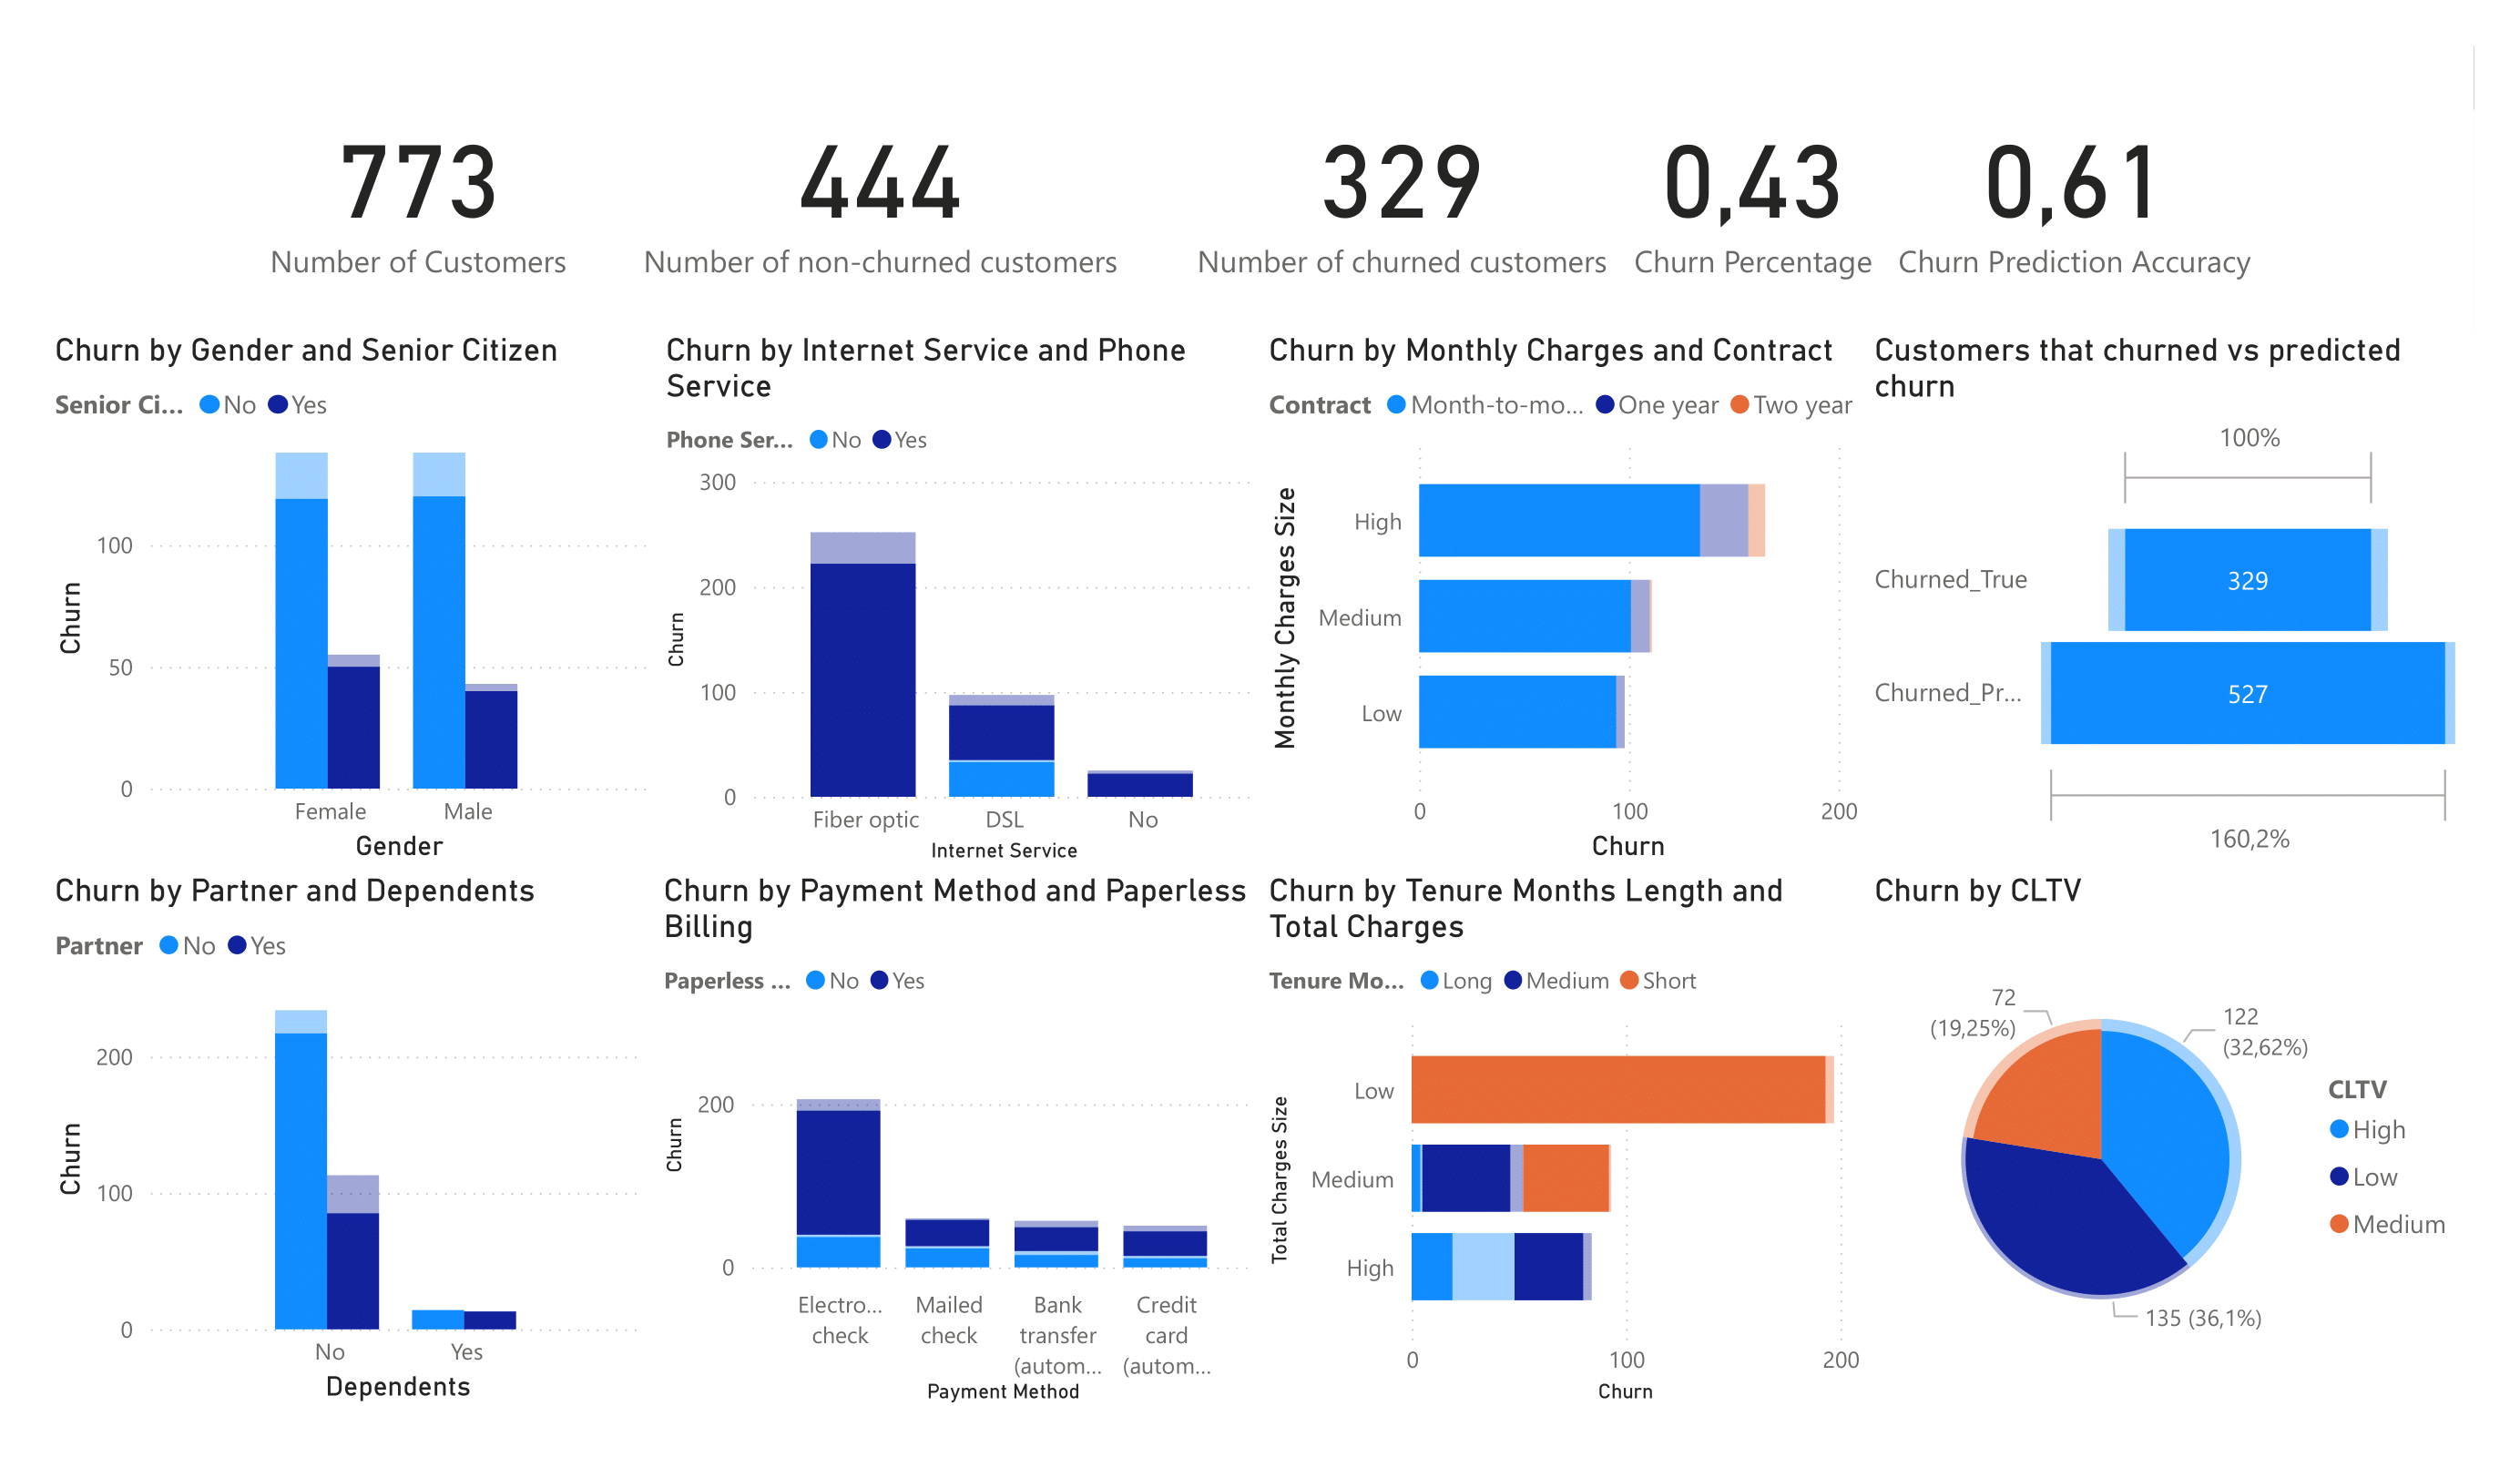 773
Number of Customers
444
Number of non-churned customers
329
Number of churned customers
0,43
Churn Percentage
0,61
Churn Prediction Accuracy
Churn by Gender and Senior Citizen
Senior Ci... No Yes
Churn
100
50
0
Female Male
Gender
Churn by Internet Service and Phone
Service
Phone Ser... No Yes
Churn
300
200
100
0
Fiber optic DSL No
Internet Service
Churn by Monthly Charges and Contract
Contract Month-to-mo... One year Two year
Monthly Charges Size
High
Medium
Low
0 100 200
Churn
Customers that churned vs predicted
churn
100%
Churned_True 329
Churned_Pr... 527
160,2%
Churn by Partner and Dependents
Partner No Yes
Churn
200
100
0
No Yes
Dependents
Churn by Payment Method and Paperless
Billing
Paperless ... No Yes
Churn
200
0
Electro...
check
Mailed
check
Bank
transfer
(autom...
Credit
card
(autom...
Payment Method
Churn by Tenure Months Length and
Total Charges
Tenure Mo... Long Medium Short
Total Charges Size
Low
Medium
High
0 100 200
Churn
Churn by CLTV
72
(19,25%)
122
(32,62%)
135 (36,1%)
CLTV
High
Low
Medium